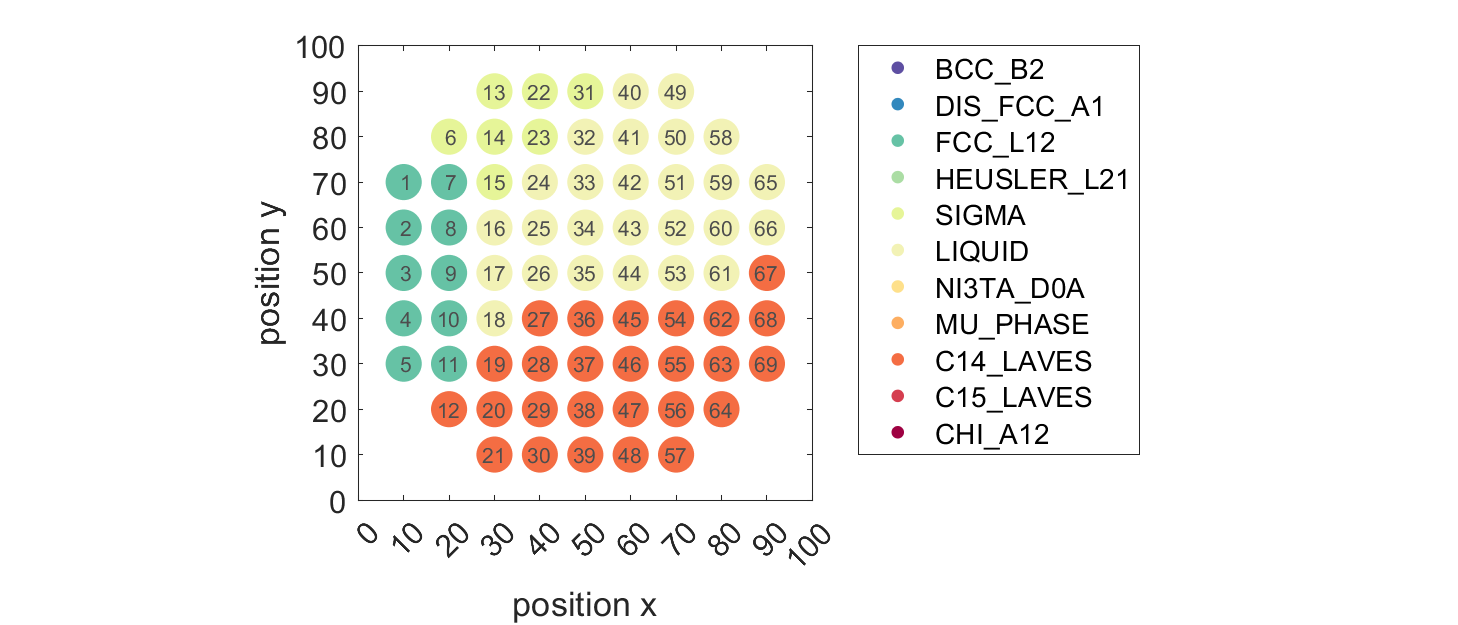 100
90
80
70
60
50
40
30
20
10
0
position y
13 22 31 40 49
6 14 23 32 41 50 58
1 7 15 24 33 42 51 59 65
2 8 16 25 34 43 52 60 66
3 9 17 26 35 44 53 61 67
4 10 18 27 36 45 54 62 68
5 11 19 28 37 46 55 63 69
12 20 29 38 47 56 64
21 30 39 48 57
0 10 20 30 40 50 60 70 80 90 100
position x
BCC_B2
DIS_FCC_A1
FCC_L12
HEUSLER_L21
SIGMA
LIQUID
NI3TA_D0A
MU_PHASE
C14_LAVES
C15_LAVES
CHI_A12